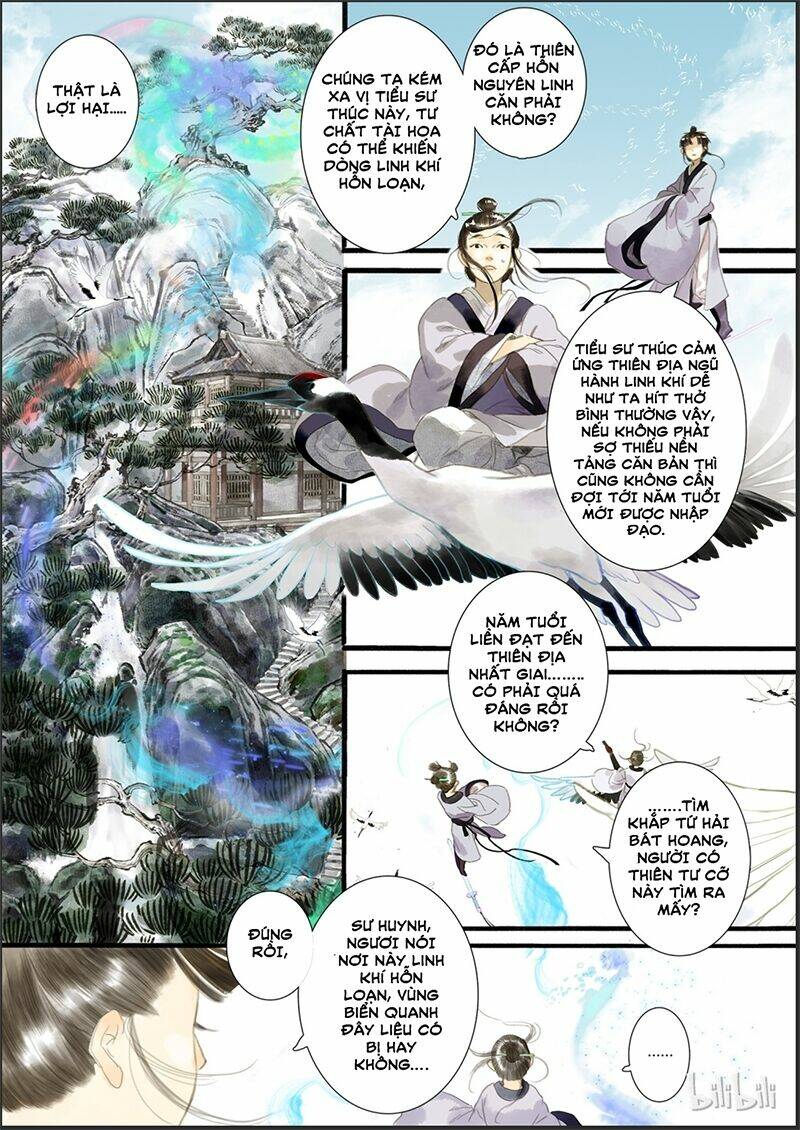 THẬT LÀ
LỢI HẠI.....
CHÚNG TA KÉM
XA VỊ TIỂU SƯ
THÚC NÀY, TƯ
CHẤT TÀI HOA
CÓ THỂ KHIẾN
DÒNG LINH KHÍ
HỖN LOẠN,
ĐÓ LÀ THIÊN
CẤP HỖN
NGUYÊN LINH
CĂN PHẢI
KHÔNG?
TIỂU SƯ THÚC CẢM
ỨNG THIÊN ĐỊA NGŨ
HÀNH LINH KHÍ DỄ
NHƯ TA HÍT THỞ
BÌNH THƯỜNG VẬY,
NẾU KHÔNG PHẢI
SỢ THIẾU NỀN
TẢNG CĂN BẢN THÌ
CŨNG KHÔNG CẦN
ĐỢI TỚI NĂM TUỔI
MỚI ĐƯỢC NHẬP
ĐẠO.
NĂM TUỔI
LIỀN ĐẠT ĐẾN
THIÊN ĐỊA
NHẤT GIAI........
CÓ PHẢI QUÁ
ĐÁNG RỒI
KHÔNG?
.......TÌM
KHẮP TỨ HẢI
BÁT HOANG,
NGƯỜI CÓ
THIÊN TƯ CỠ
NÀY TÌM RA
MẤY?
ĐÚNG
RỒI,
SƯ HUYNH,
NGƯƠI NÓI
NƠI NÀY LINH
KHÍ HỖN
LOẠN, VÙNG
BIỂN QUANH
ĐÂY LIỆU CÓ
BỊ HAY
KHÔNG....
.......
bilibili